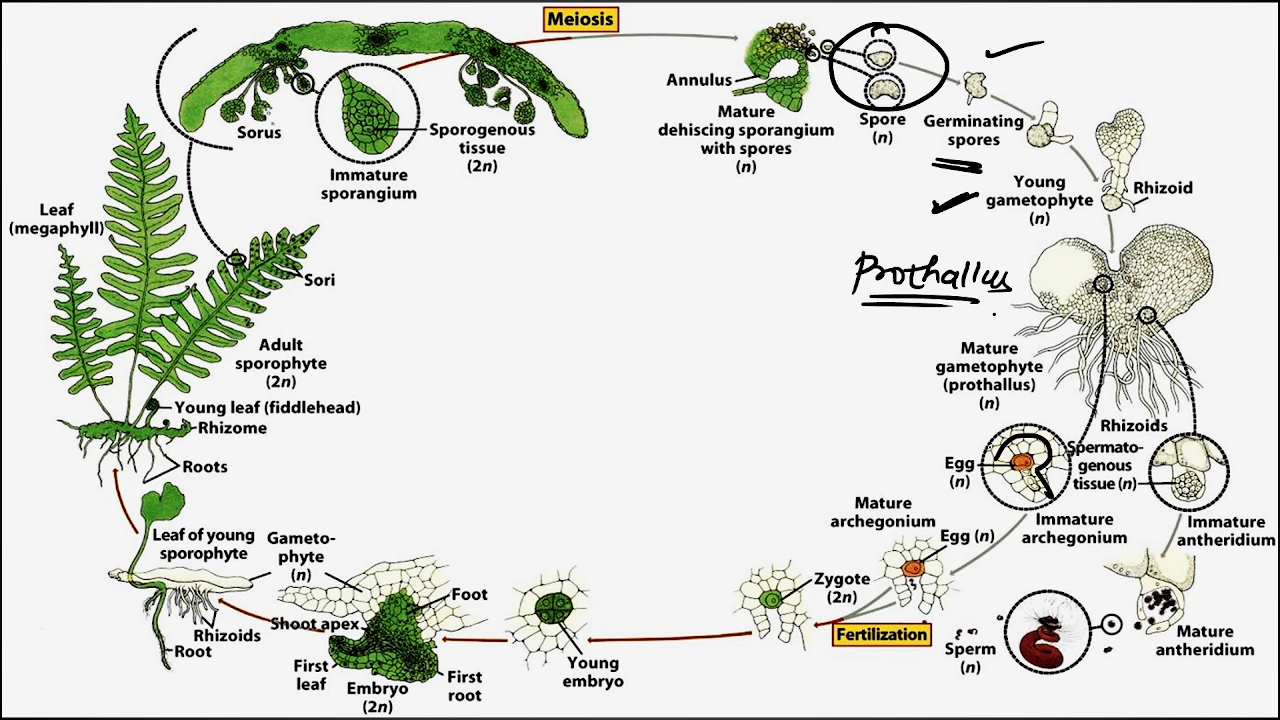 Meiosis
Annulus
Mature
dehiscing sporangium
with spores
(n)
Spore
(n)
Germinating
spores
Sorus
Sporogenous
tissue
(2n)
Immature
sporangium
Young
gametophyte
(n)
Rhizoid
Leaf
(megaphyll)
Sori
Prothallus
Adult
sporophyte
(2n)
Mature
gametophyte
(prothallus)
(n)
Young leaf (fiddlehead)
Rhizome
Roots
Rhizoids
Egg
(n)
Spermato-
genous
tissue (n)
Mature
archegonium
Immature
archegonium
Immature
antheridium
Egg (n)
Leaf of young
sporophyte
Gameto-
phyte
(n)
Foot
Zygote
(2n)
Shoot apex
Rhizoids
Root
Fertilization
Sperm
(n)
Mature
antheridium
First
leaf
Embryo
(2n)
First
root
Young
embryo